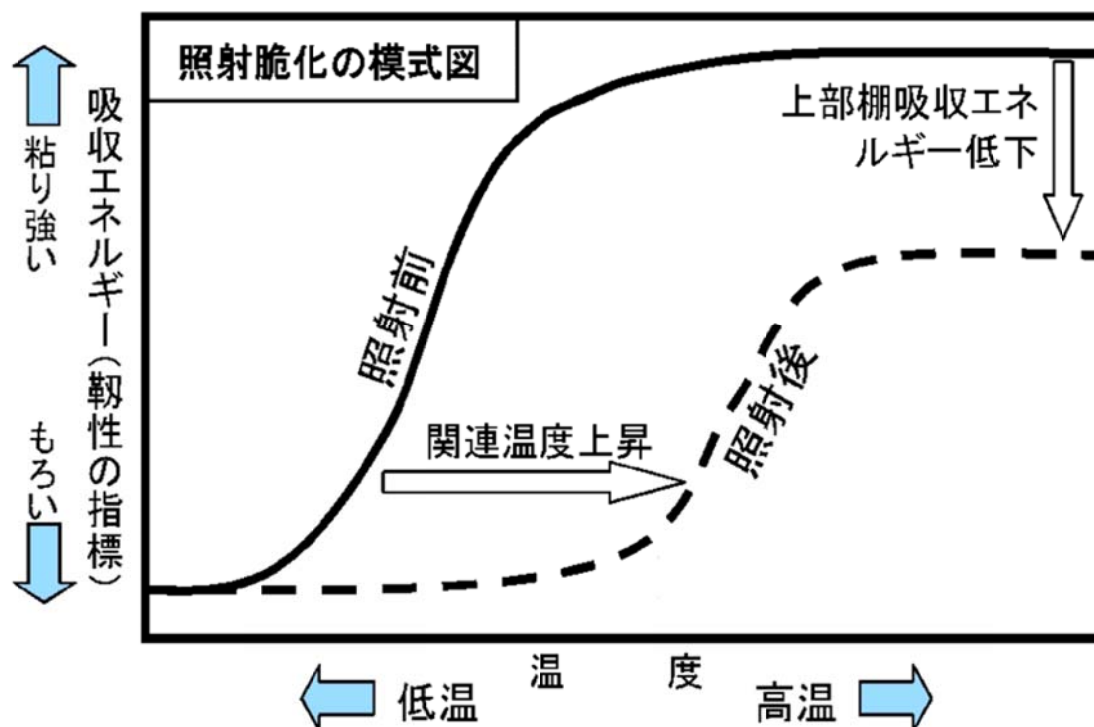 照射脆化の模式図
上部棚吸収エネ
ルギー低下
吸収エネルギー(靱性の指標)
粘り強い
もろい
照射前
照射後
関連温度上昇
温度
低温
高温